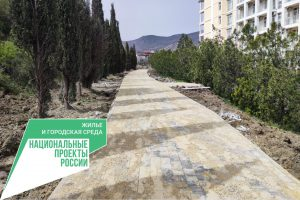 ЖИЛЬЕ
И ГОРОДСКАЯ СРЕДА
НАЦИОНАЛЬНЫЕ
ПРОЕКТЫ
РОССИИ